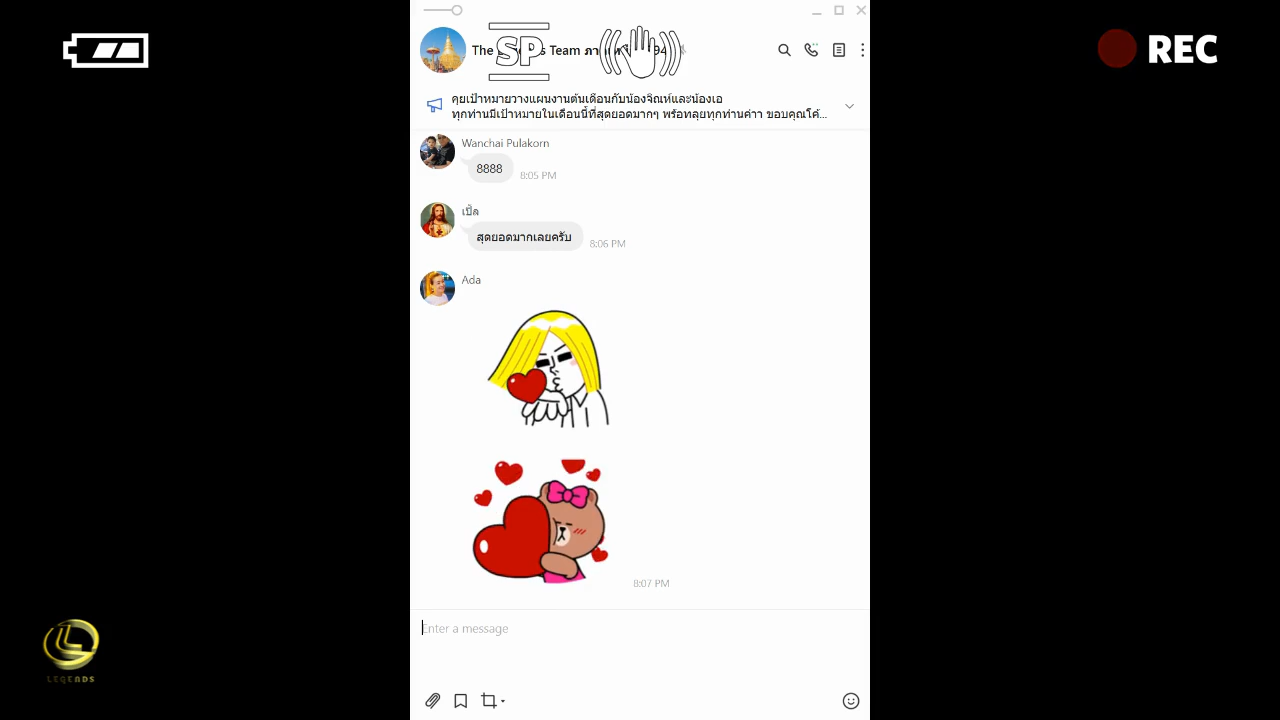 REC
SP
The Team
คุยเป้าหมายวางแผนงานต้นเดือนกับน้องจิณห์และน้องเอ
ทุกท่านมีเป้าหมายในเดือนนี้ที่สุดยอดมากๆ พร้อทลุยทุกท่านค่าา ขอบคุณโค้...
Wanchai Pulakorn
8888
8:05 PM
เปิ้ล
สุดยอดมากเลยครับ
8:06 PM
Ada
8:07 PM
Enter a message
LEGENDS